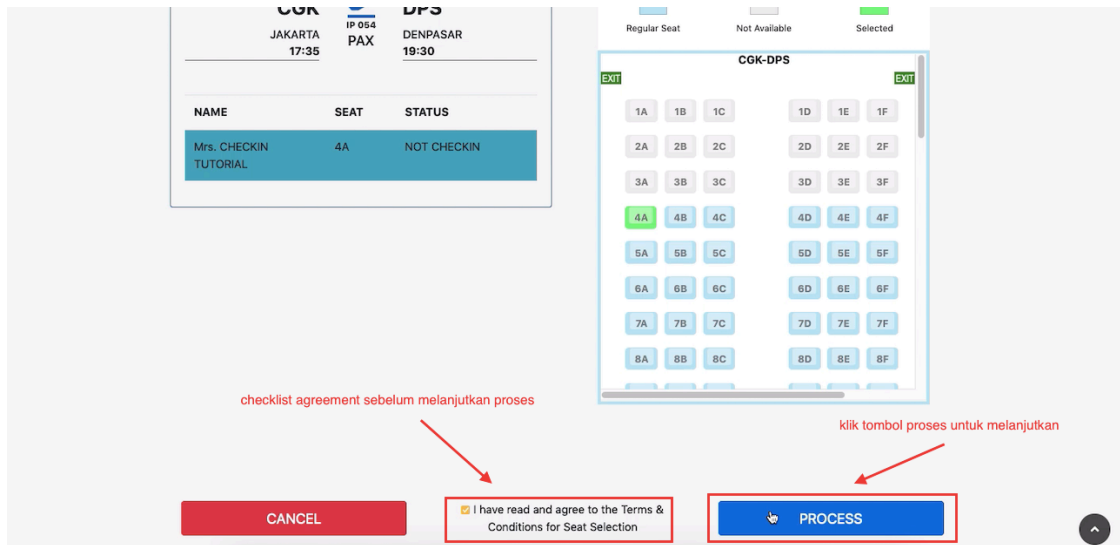 CGK DPS
IP 054
JAKARTA PAX DENPASAR
17:35 19:30
NAME SEAT STATUS
Mrs. CHECKIN 4A NOT CHECKIN
TUTORIAL
Regular Seat Not Available Selected
CGK-DPS
EXIT EXIT
1A 1B 1C 1D 1E 1F
2A 2B 2C 2D 2E 2F
3A 3B 3C 3D 3E 3F
4A 4B 4C 4D 4E 4F
5A 5B 5C 5D 5E 5F
6A 6B 6C 6D 6E 6F
7A 7B 7C 7D 7E 7F
8A 8B 8C 8D 8E 8F
checklist agreement sebelum melanjutkan proses
klik tombol proses untuk melanjutkan
CANCEL
I have read and agree to the Terms &
Conditions for Seat Selection
PROCESS